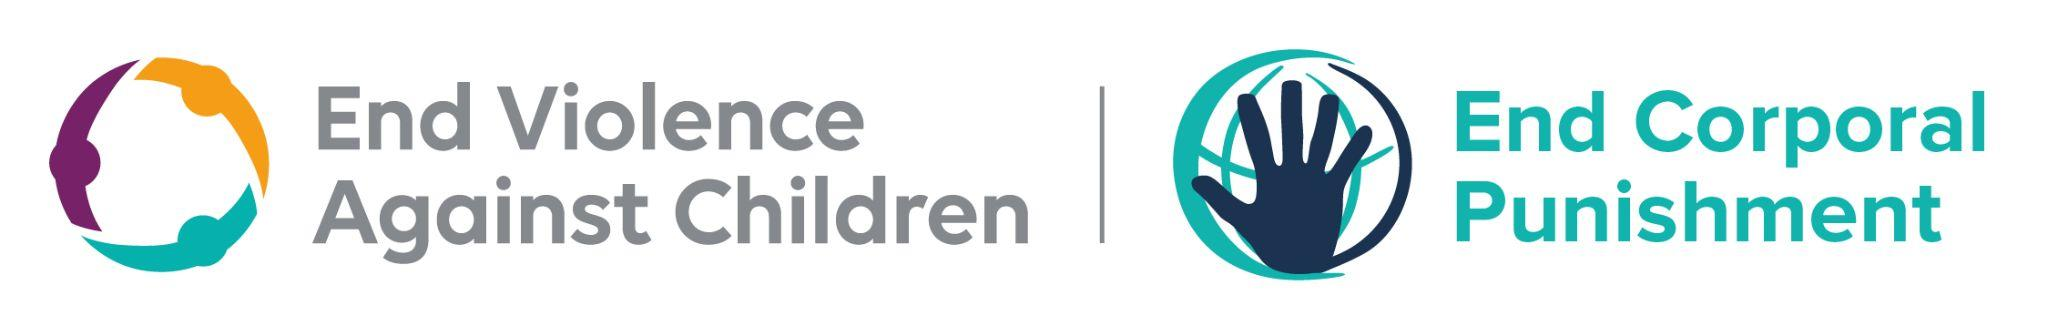 End Violence
Against Children
End Corporal
Punishment